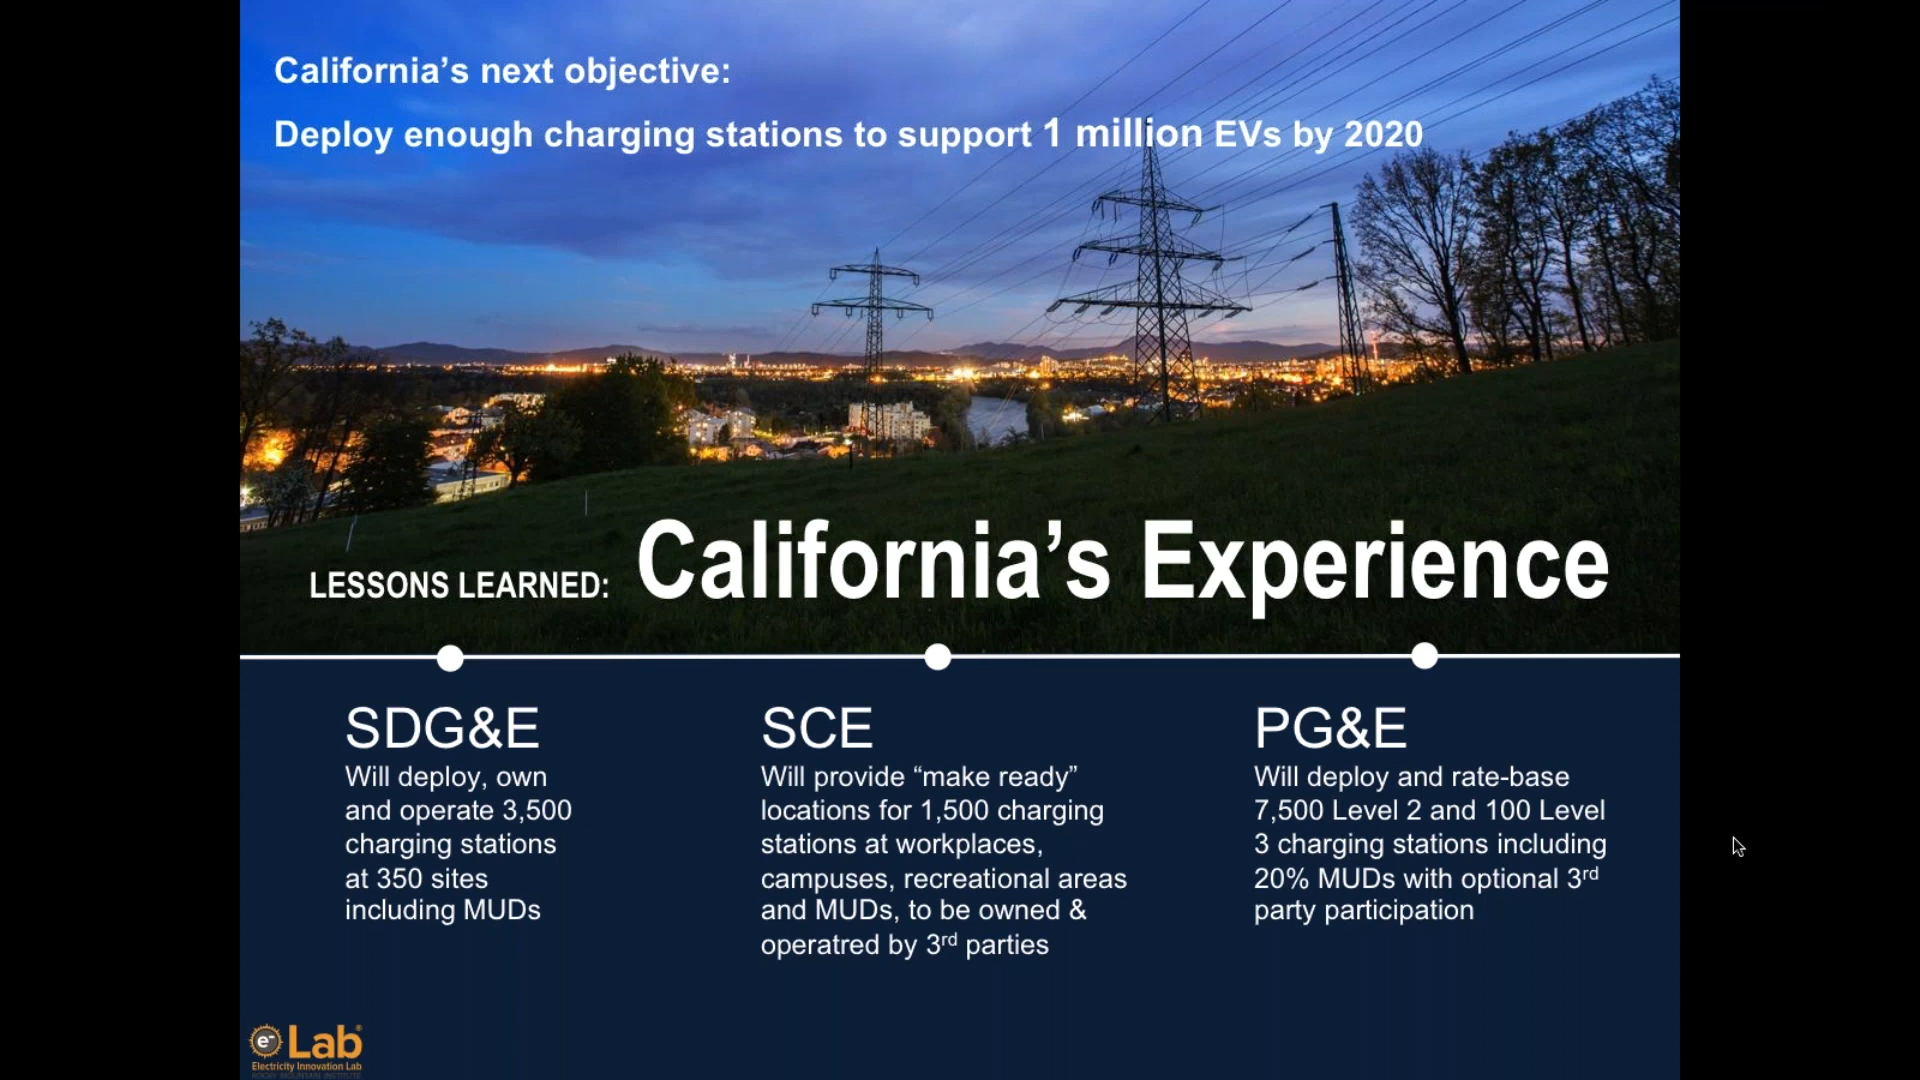 California’s next objective:
Deploy enough charging stations to support 1 million EVs by 2020
LESSONS LEARNED: California’s Experience
SDG&E
Will deploy, own
and operate 3,500
charging stations
at 350 sites
including MUDs
SCE
Will provide “make ready”
locations for 1,500 charging
stations at workplaces,
campuses, recreational areas
and MUDs, to be owned &
operatred by 3rd parties
PG&E
Will deploy and rate-base
7,500 Level 2 and 100 Level
3 charging stations including
20% MUDs with optional 3rd
party participation
e- Lab®
Electricity Innovation Lab
ROCKY MOUNTAIN INSTITUTE